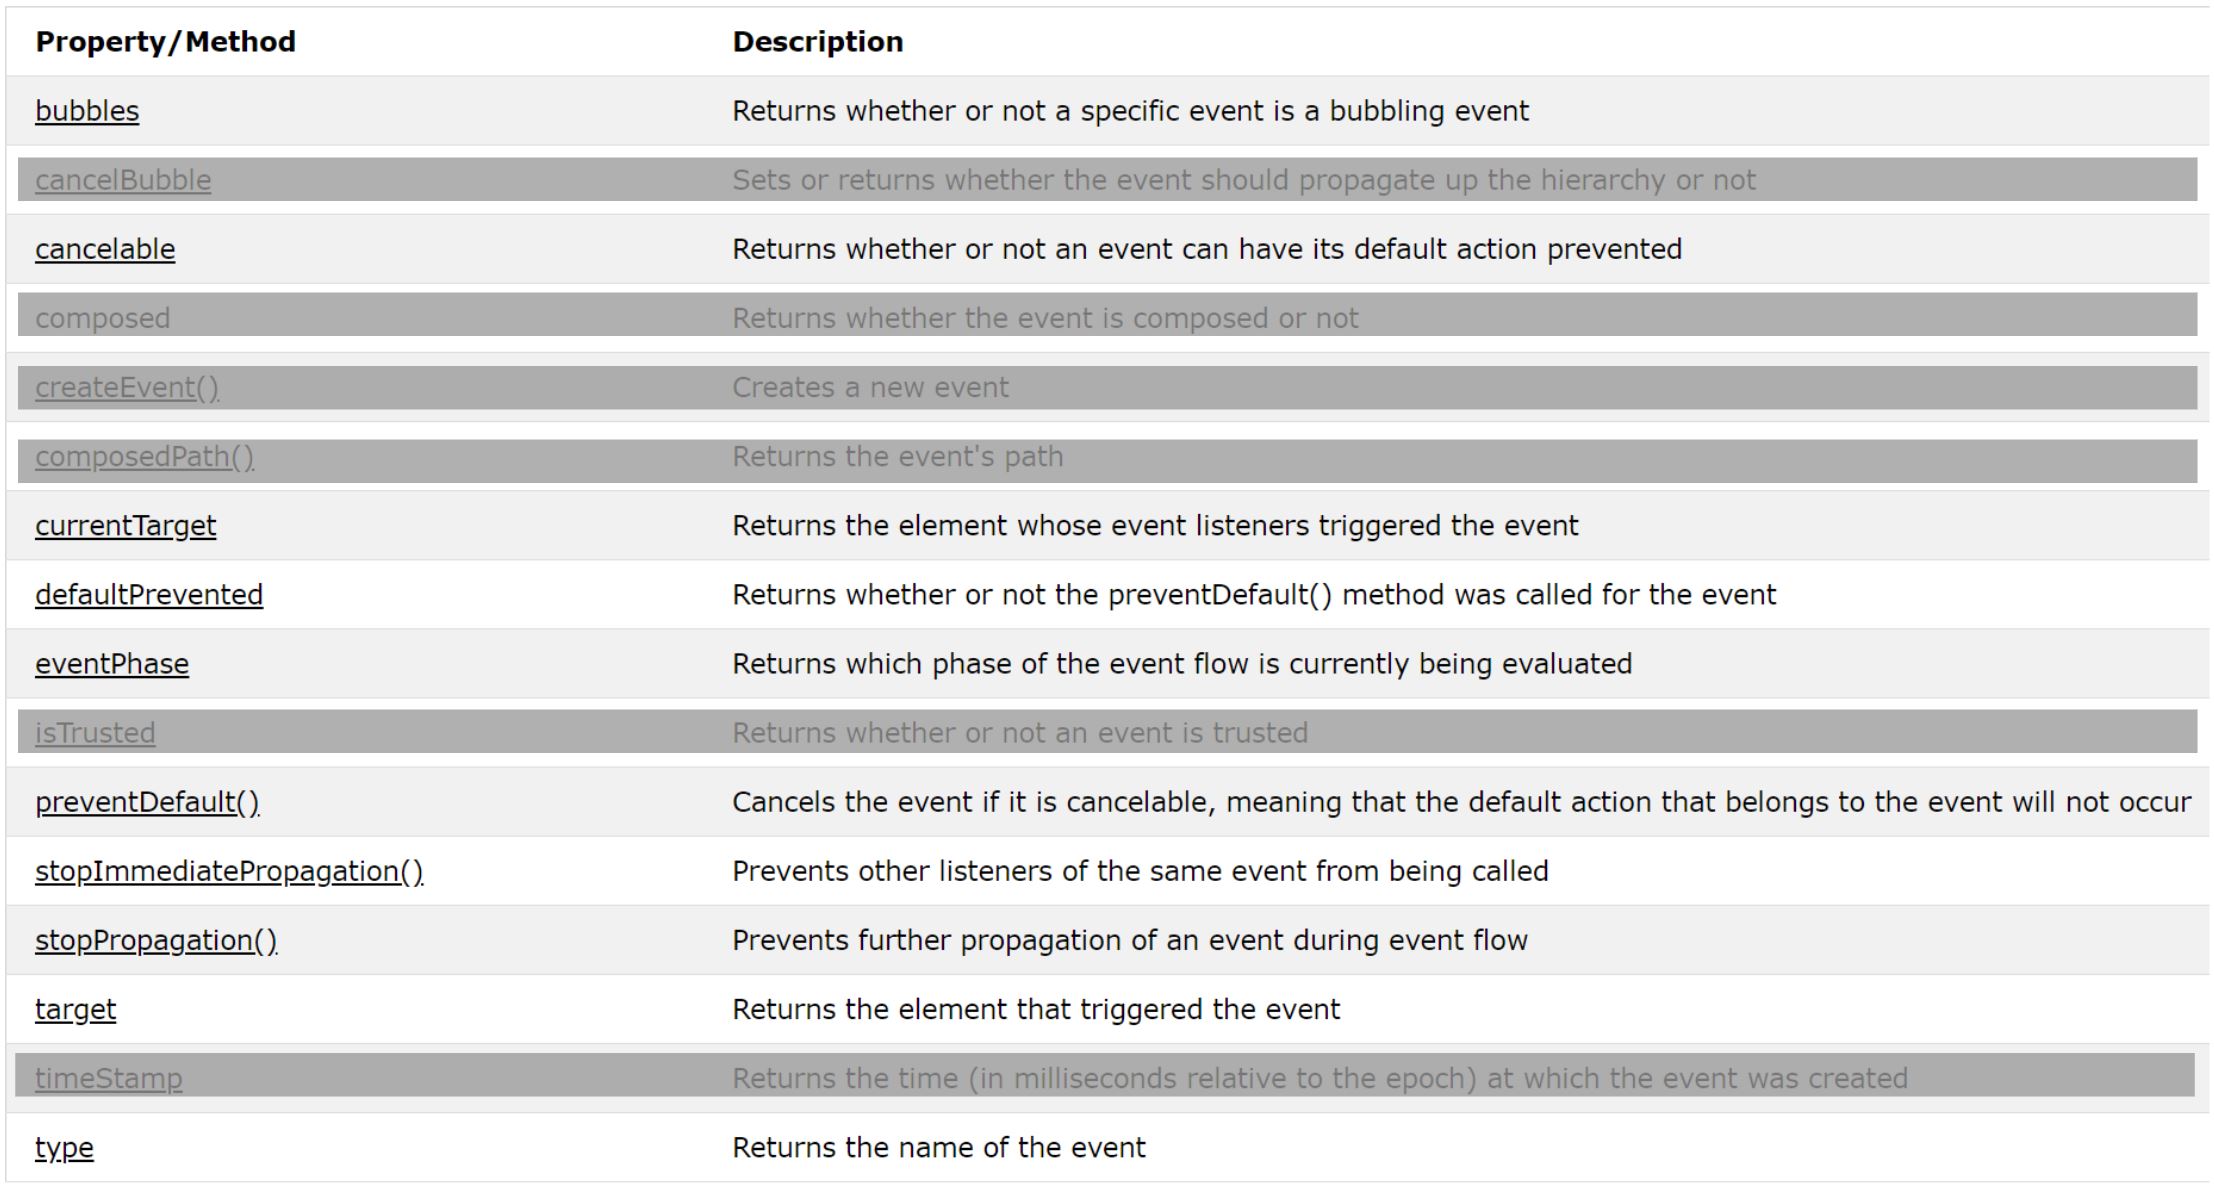 Property/Method Description
bubbles Returns whether or not a specific event is a bubbling event
cancelBubble Sets or returns whether the event should propagate up the hierarchy or not
cancelable Returns whether or not an event can have its default action prevented
composed Returns whether the event is composed or not
createEvent() Creates a new event
composedPath() Returns the event's path
currentTarget Returns the element whose event listeners triggered the event
defaultPrevented Returns whether or not the preventDefault() method was called for the event
eventPhase Returns which phase of the event flow is currently being evaluated
isTrusted Returns whether or not an event is trusted
preventDefault() Cancels the event if it is cancelable, meaning that the default action that belongs to the event will not occur
stopImmediatePropagation() Prevents other listeners of the same event from being called
stopPropagation() Prevents further propagation of an event during event flow
target Returns the element that triggered the event
timeStamp Returns the time (in milliseconds relative to the epoch) at which the event was created
type Returns the name of the event